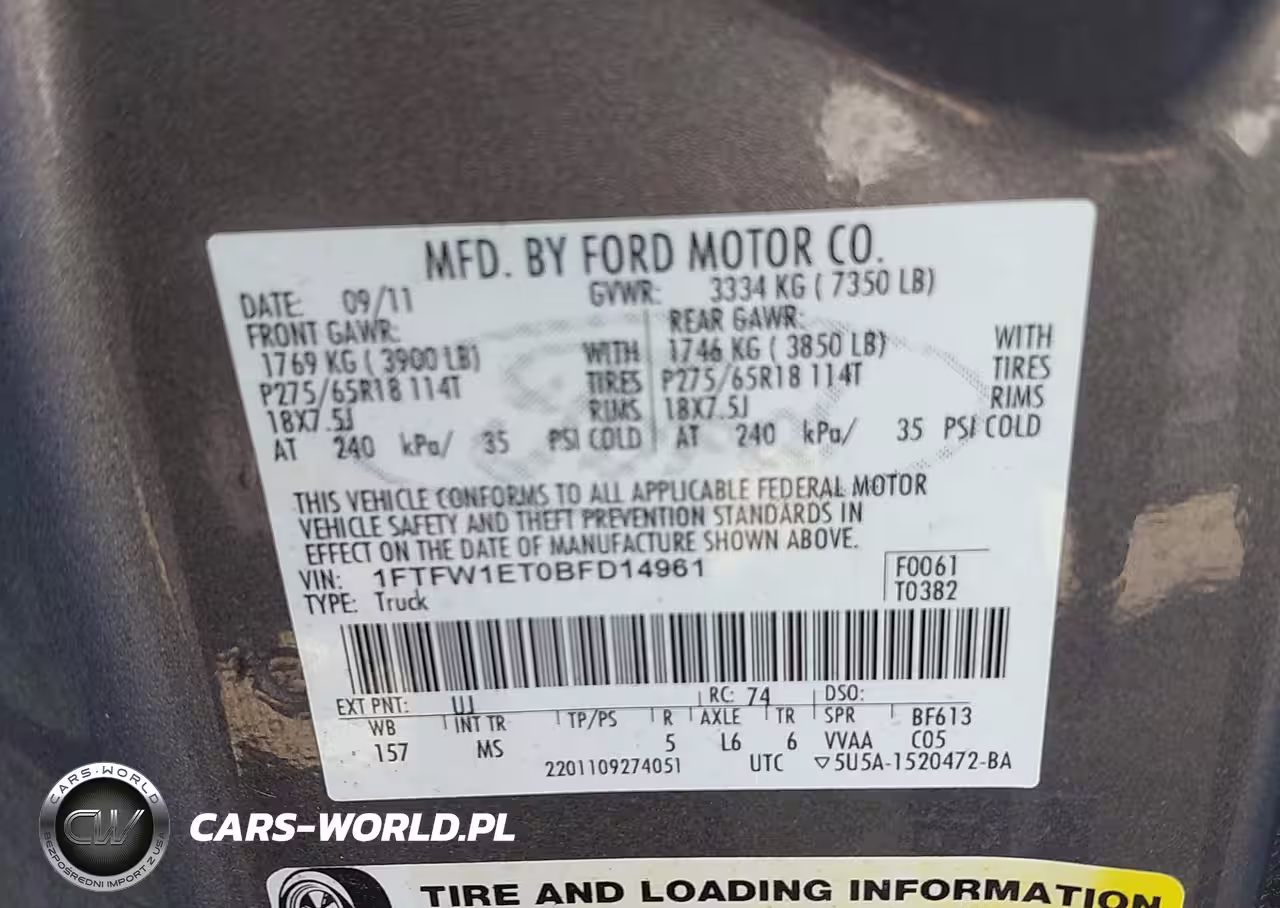 MFD. BY FORD MOTOR CO.
DATE: 09/11 GVWR: 3334 KG ( 7350 LB)
FRONT GAWR: REAR GAWR:
1769 KG ( 3900 LB) WITH 1746 KG ( 3850 LB) WITH
P275/65R18 114T TIRES P275/65R18 114T TIRES
18X7.5J RIMS 18X7.5J RIMS
AT 240 kPa/ 35 PSI COLD AT 240 kPa/ 35 PSI COLD
THIS VEHICLE CONFORMS TO ALL APPLICABLE FEDERAL MOTOR
VEHICLE SAFETY AND THEFT PREVENTION STANDARDS IN
EFFECT ON THE DATE OF MANUFACTURE SHOWN ABOVE.
VIN: 1FTFW1ET0BFD14961 F0061
TYPE: Truck T0382
EXT PNT: UJ RC: 74 DSO:
WB INT TR TP/PS R AXLE TR SPR BF613
157 MS 5 L6 6 VVAA C05
2201109274051 UTC ▽5U5A-1520472-BA
CARS-WORLD
CW
BEZPOŚREDNI IMPORT Z USA
CARS-WORLD.PL
TIRE AND LOADING INFORMATION